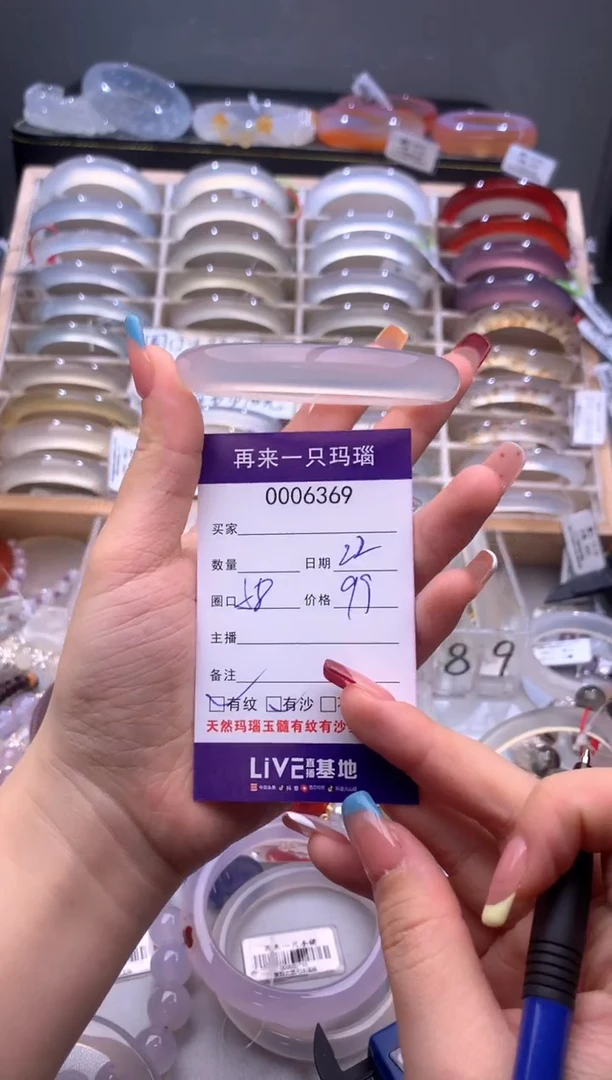 再来一只玛瑙
0006369
买家
数量 日期 22
圈口 58 价格 99
主播
备注
有纹 有沙
天然玛瑙玉髓有纹有沙
LiVE直播基地
8 9